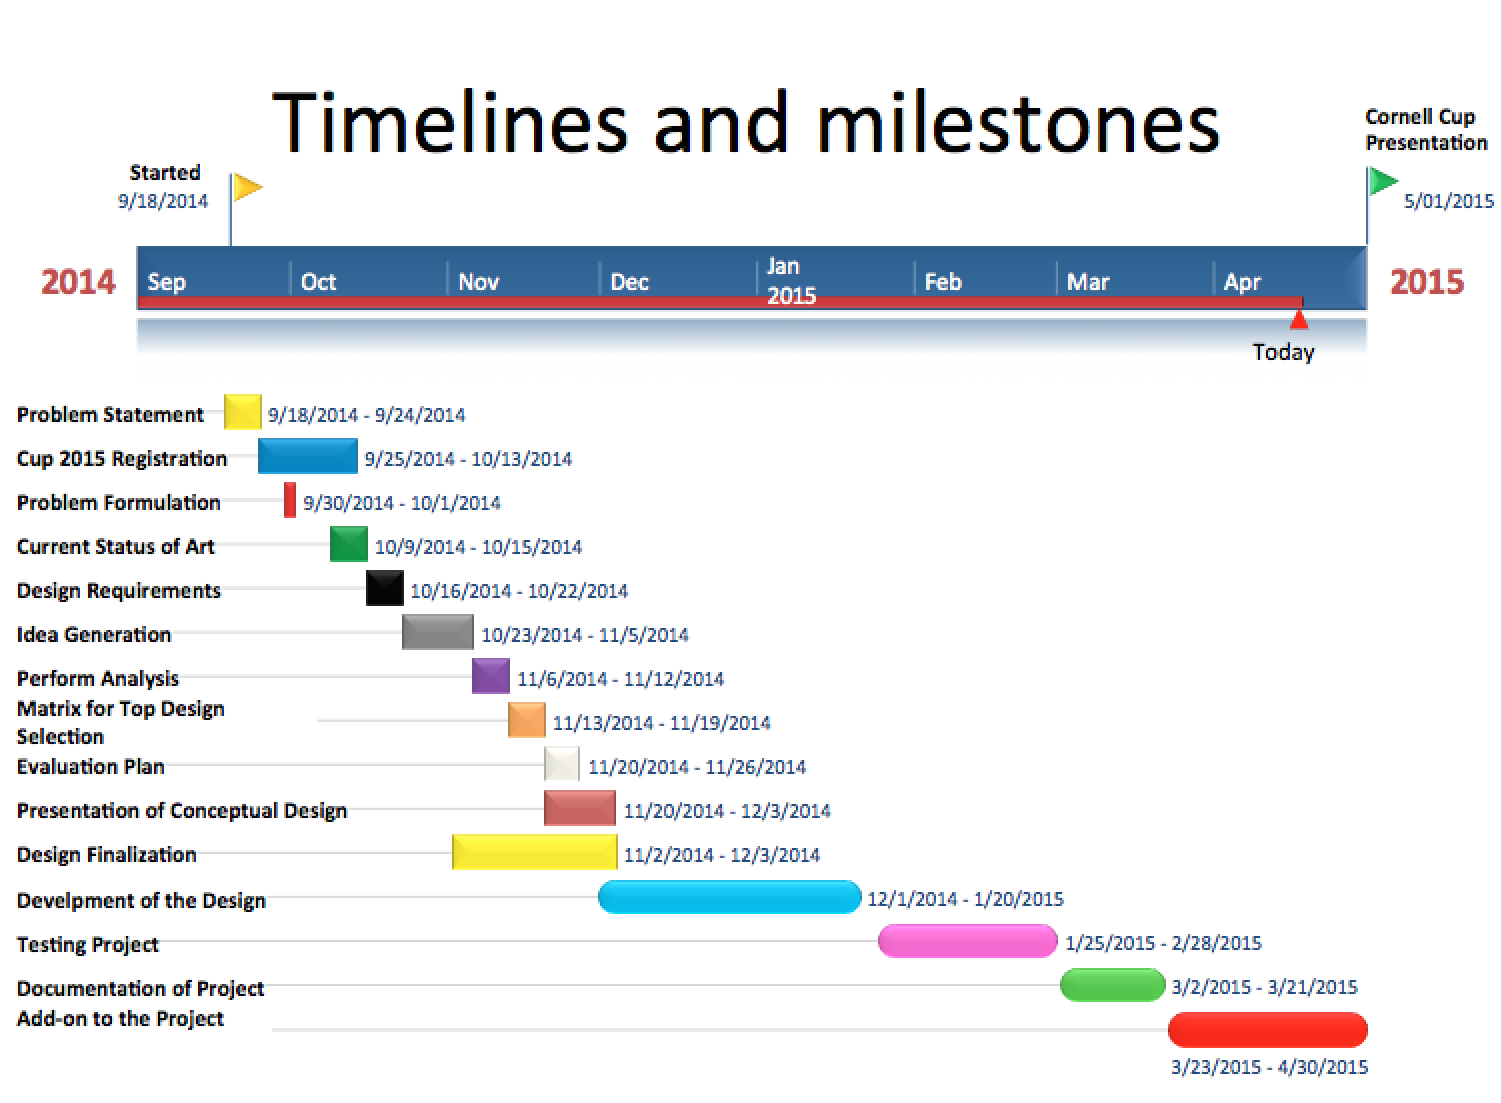 Timelines and milestones
Cornell Cup
Presentation
5/01/2015
Started
9/18/2014
2014
Sep
Oct
Nov
Dec
Jan
2015
Feb
Mar
Apr
2015
Today
Problem Statement 9/18/2014 - 9/24/2014
Cup 2015 Registration 9/25/2014 - 10/13/2014
Problem Formulation 9/30/2014 - 10/1/2014
Current Status of Art 10/9/2014 - 10/15/2014
Design Requirements 10/16/2014 - 10/22/2014
Idea Generation 10/23/2014 - 11/5/2014
Perform Analysis 11/6/2014 - 11/12/2014
Matrix for Top Design
Selection
11/13/2014 - 11/19/2014
Evaluation Plan 11/20/2014 - 11/26/2014
Presentation of Conceptual Design 11/20/2014 - 12/3/2014
Design Finalization 11/2/2014 - 12/3/2014
Develpment of the Design 12/1/2014 - 1/20/2015
Testing Project 1/25/2015 - 2/28/2015
Documentation of Project 3/2/2015 - 3/21/2015
Add-on to the Project
3/23/2015 - 4/30/2015